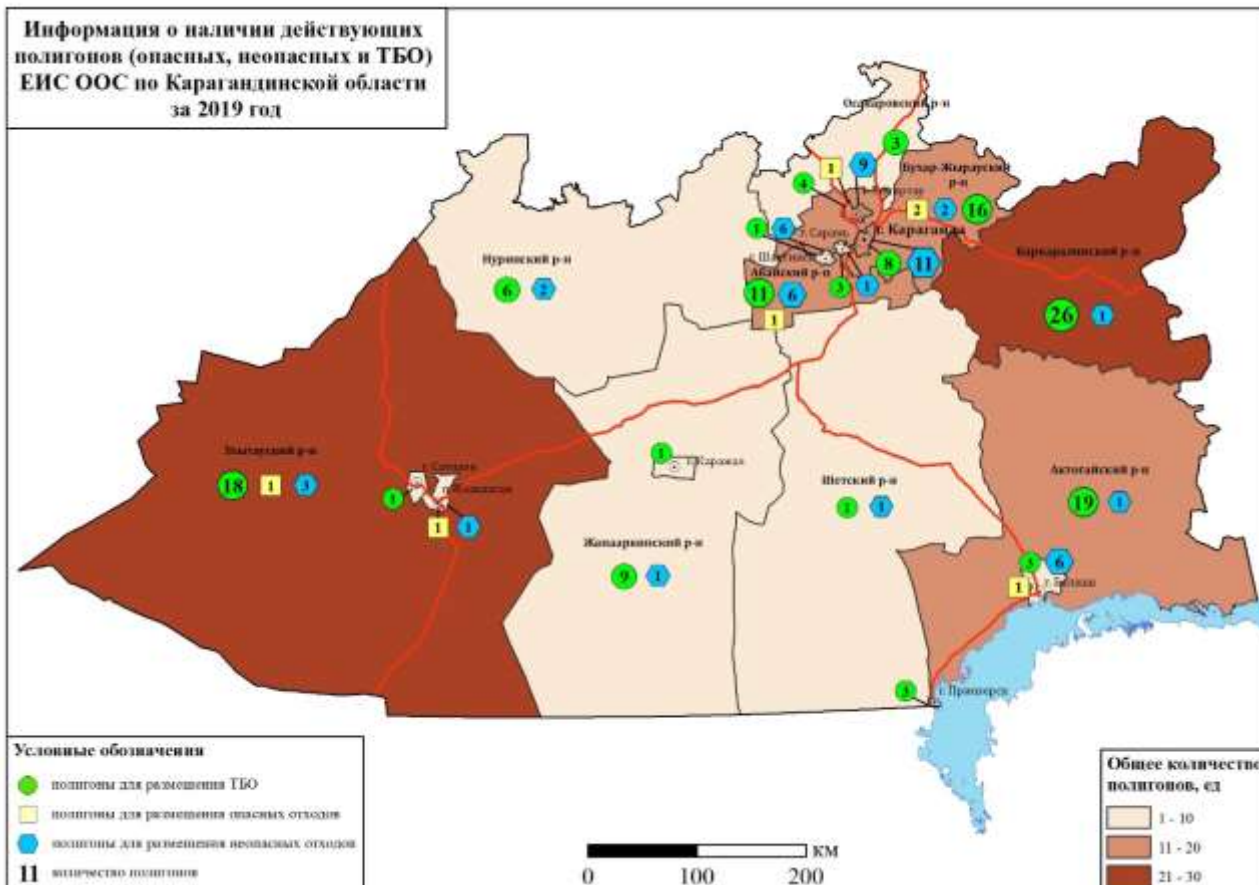 Информация о наличии действующих
полигонов (опасных, неопасных и ТБО)
ЕИС ООС по Карагандинской области
за 2019 год
Осакаровский р-н
3
1
9
4
Бухар-Жырауский
р-н
2
2
16
1
6
г. Сарань
г. Караганда
Каркаралинский р-н
Нуринский р-н
6
2
Абайский р-н
11
6
3
1
8
11
1
26
1
Улытауский р-н
18
1
3
г. Сатпаев
1
1
г. Каражал
Шетский р-н
1
1
Актогайский р-н
19
1
Жанааркинский р-н
9
1
6
1
г. Балхаш
г. Приозерск
Условные обозначения
полигоны для размещения ТБО
полигоны для размещения опасных отходов
полигоны для размещения неопасных отходов
11 количество полигонов
КМ
0 100 200
Общее количество
полигонов, ед
1 - 10
11 - 20
21 - 30